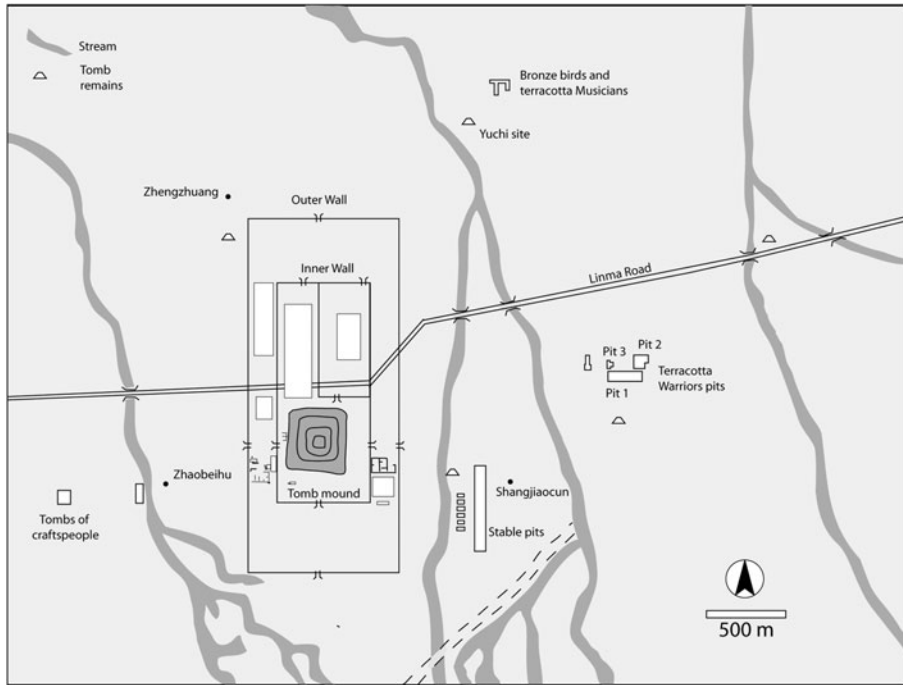 Stream
Tomb
remains
Bronze birds and
terracotta Musicians
Yuchi site
Zhengzhuang
Outer Wall
Inner Wall
Linma Road
Pit 3
Pit 2
Terracotta
Warriors pits
Pit 1
Zhaobeihu
Tomb mound
Shangjiaocun
Tombs of
craftspeople
Stable pits
500 m